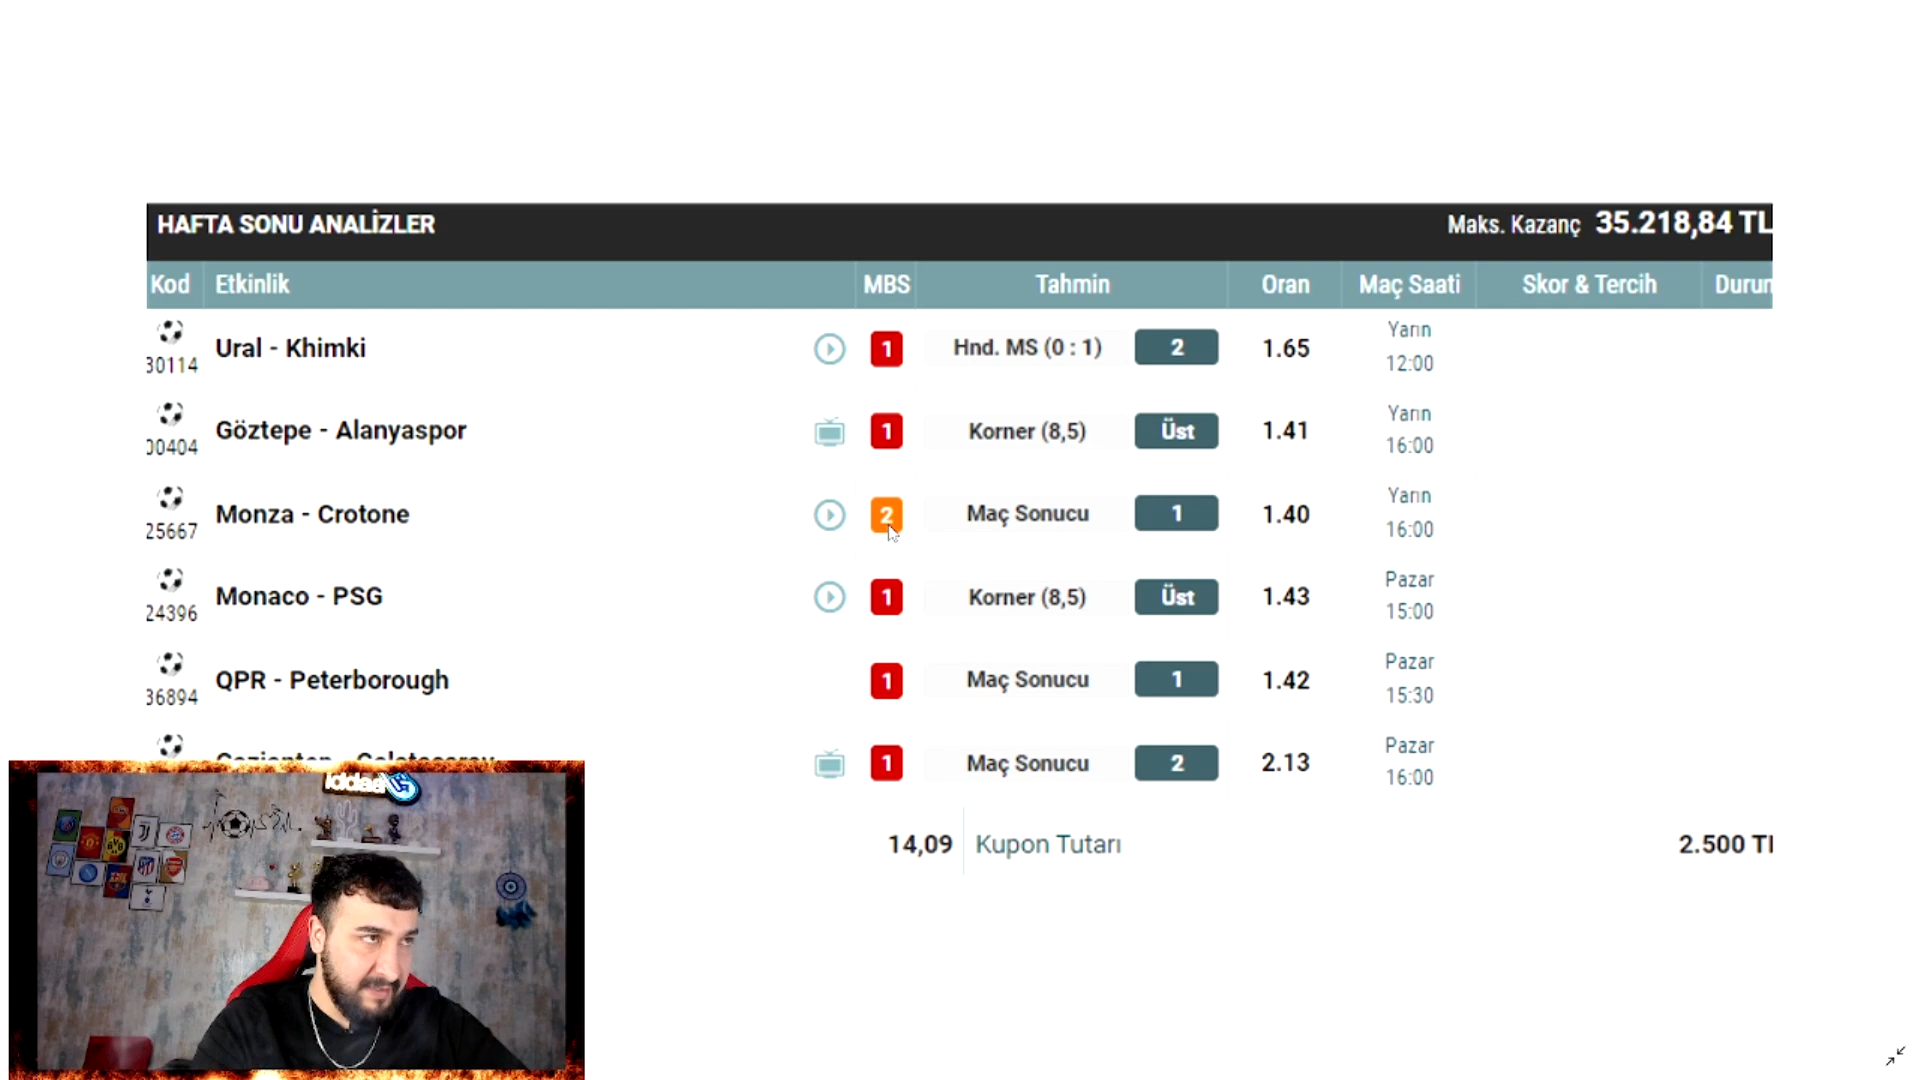 HAFTA SONU ANALİZLER Maks. Kazanç 35.218,84 TL
Kod Etkinlik MBS Tahmin Oran Maç Saati Skor & Tercih
30114 Ural - Khimki 1 Hnd. MS (0 : 1) 2 1.65 Yarın 12:00
00404 Göztepe - Alanyaspor 1 Korner (8,5) Üst 1.41 Yarın 16:00
25667 Monza - Crotone 2 Maç Sonucu 1 1.40 Yarın 16:00
24396 Monaco - PSG 1 Korner (8,5) Üst 1.43 Pazar 15:00
36894 QPR - Peterborough 1 Maç Sonucu 1 1.42 Pazar 15:30
1 Maç Sonucu 2 2.13 Pazar 16:00
14,09 Kupon Tutarı 2.500